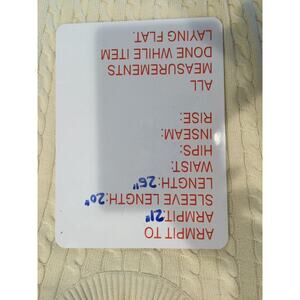 ARMPIT TO
ARMPIT: 21"
SLEEVE LENGTH: 20"
LENGTH: 26"
WAIST:
HIPS:
INSEAM:
RISE:
ALL
MEASUREMENTS
DONE WHILE ITEM
LAYING FLAT.